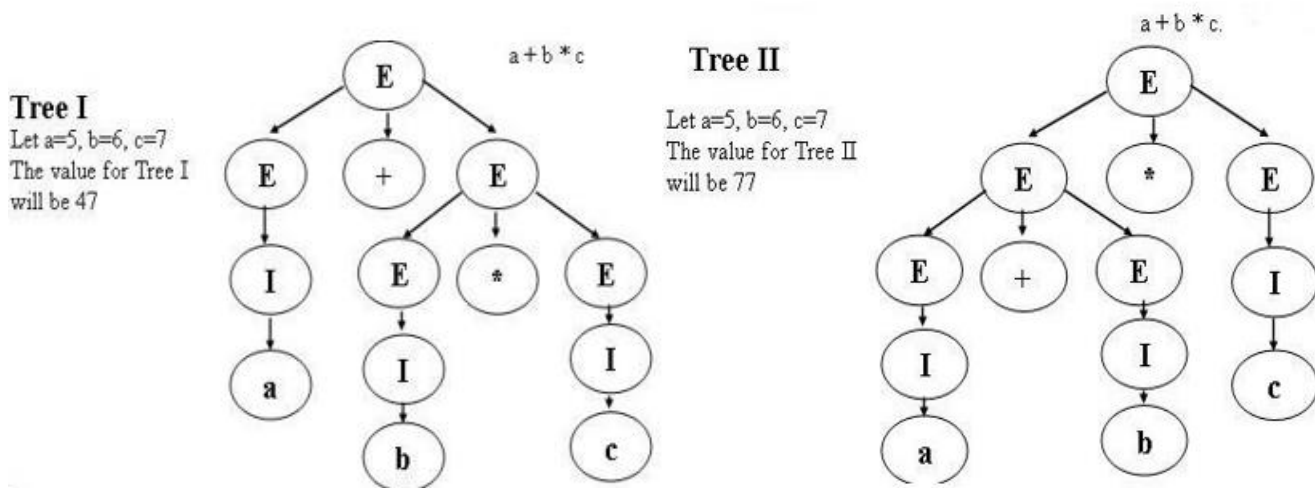 a + b * c
Tree I
Let a=5, b=6, c=7
The value for Tree I
will be 47
E
E
+
E
I
E
*
E
a
I
I
b
c
a + b * c.
Tree II
Let a=5, b=6, c=7
The value for Tree II
will be 77
E
E
*
E
E
+
E
I
I
I
c
a
b